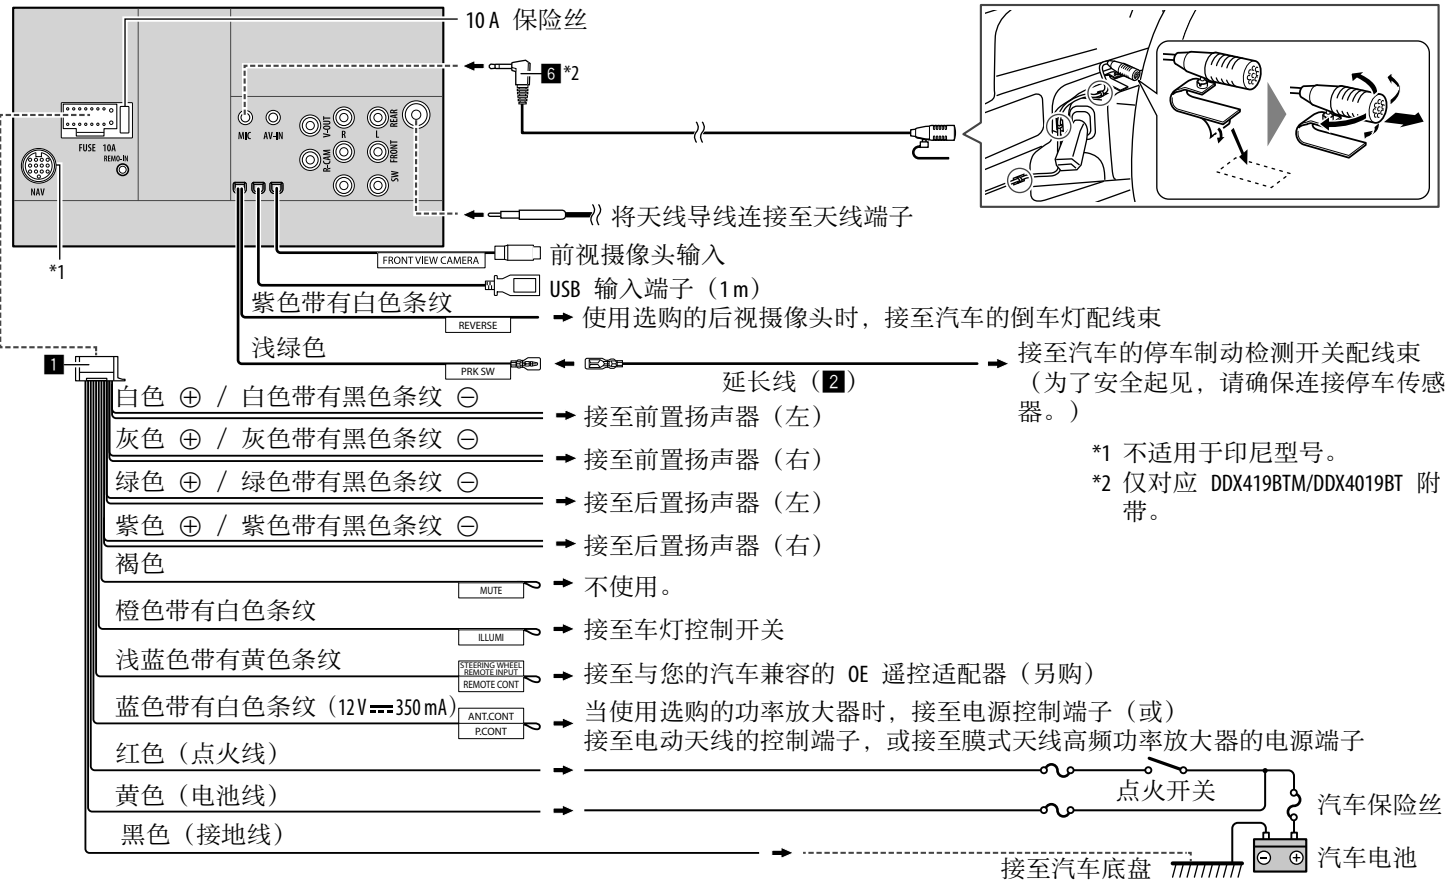 10 A 保险丝
6 *2
MIC
AV-IN
V-OUT
R
L
REAR
FUSE 10A
REMO-IN
R-CAM
FRONT
SW
NAV
*1
将天线导线连接至天线端子
FRONT VIEW CAMERA
前视摄像头输入
USB 输入端子（1 m）
紫色带有白色条纹
REVERSE
使用选购的后视摄像头时，接至汽车的倒车灯配线束
浅绿色
PRK SW
延长线（2）
接至汽车的停车制动检测开关配线束
（为了安全起见，请确保连接停车传感
器。）
1
白色 ⊕ / 白色带有黑色条纹 ⊖
接至前置扬声器（左）
灰色 ⊕ / 灰色带有黑色条纹 ⊖
接至前置扬声器（右）
绿色 ⊕ / 绿色带有黑色条纹 ⊖
接至后置扬声器（左）
紫色 ⊕ / 紫色带有黑色条纹 ⊖
接至后置扬声器（右）
*1 不适用于印尼型号。
*2 仅对应 DDX419BTM/DDX4019BT 附
带。
褐色
MUTE
不使用。
橙色带有白色条纹
ILLUMI
接至车灯控制开关
浅蓝色带有黄色条纹
STEERING WHEEL
REMOTE INPUT
REMOTE CONT
接至与您的汽车兼容的 OE 遥控适配器（另购）
蓝色带有白色条纹（12 V ⎓ 350 mA）
ANT.CONT
P.CONT
当使用选购的功率放大器时，接至电源控制端子（或）
接至电动天线的控制端子，或接至膜式天线高频功率放大器的电源端子
红色（点火线）
点火开关
黄色（电池线）
汽车保险丝
黑色（接地线）
接至汽车底盘
⊖ ⊕
汽车电池